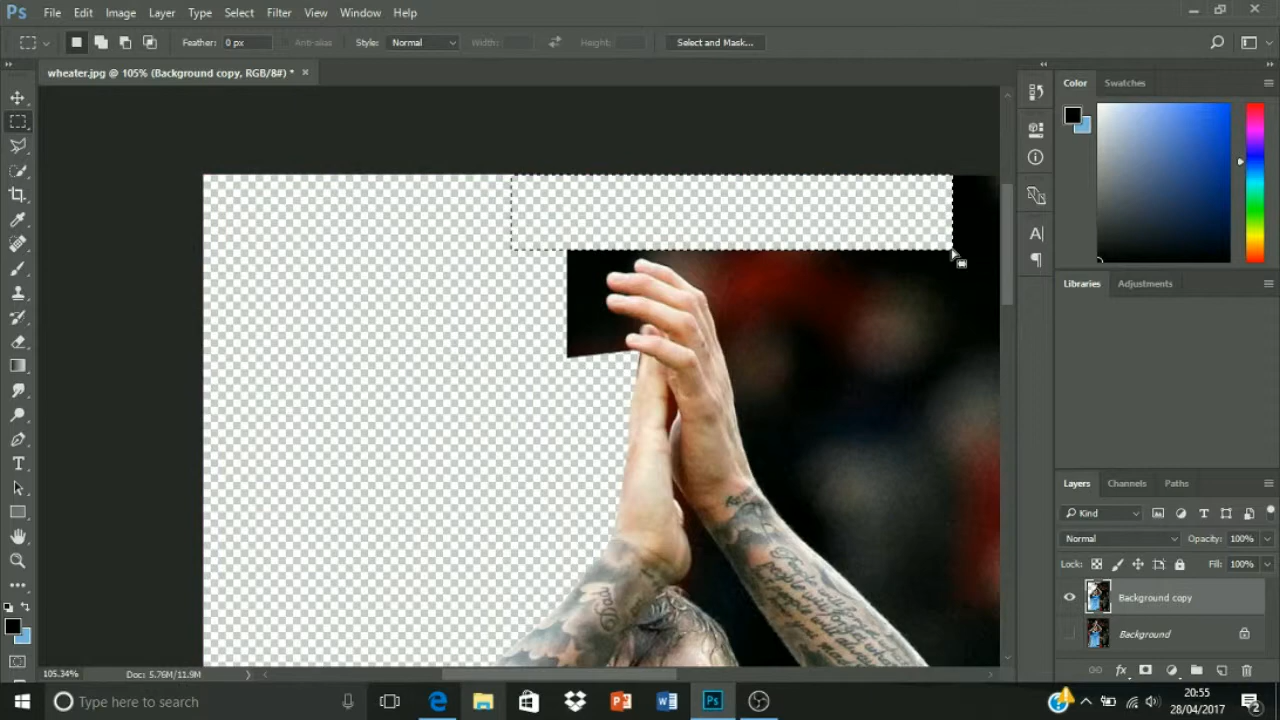 Ps File Edit Image Layer Type Select Filter View Window Help
Feather: 0 px Anti-alias Style: Normal Width: Height: Select and Mask...
wheater.jpg @ 105% (Background copy, RGB/8#) * ×
Color Swatches
Libraries Adjustments
Layers Channels Paths
Kind
Normal Opacity: 100%
Lock: Fill: 100%
Background copy
Background
105.34% Doc: 5.76M/11.9M
Type here to search
20:55
28/04/2017
2